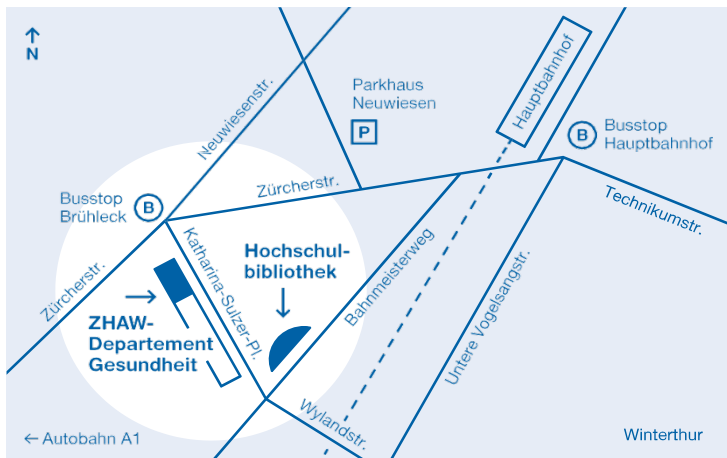 N
Neuwiesenstr.
Parkhaus
Neuwiesen
P
Hauptbahnhof
B
Busstop
Hauptbahnhof
Busstop
Brühleck
B
Zürcherstr.
Technikumstr.
Zürcherstr.
Katharina-Sulzer-Pl.
Hochschul-
bibliothek
Bahnmeisterweg
Untere Vogelsangstr.
ZHAW-
Departement
Gesundheit
Wylandstr.
← Autobahn A1
Winterthur